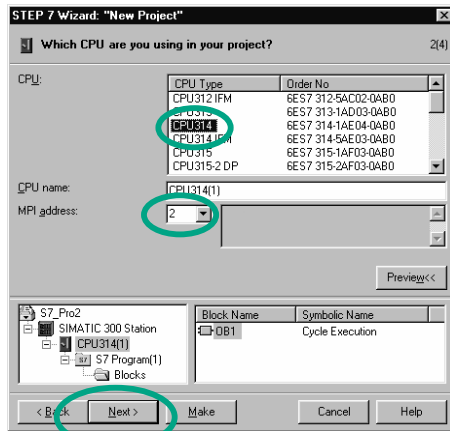 STEP 7 Wizard: "New Project"
Which CPU are you using in your project? 2(4)
CPU:
CPU Type Order No
CPU312 IFM 6ES7 312-5AC02-0AB0
CPU313 6ES7 313-1AD03-0AB0
CPU314 6ES7 314-1AE04-0AB0
CPU314 IFM 6ES7 314-5AE03-0AB0
CPU315 6ES7 315-1AF03-0AB0
CPU315-2 DP 6ES7 315-2AF03-0AB0
CPU name: CPU314(1)
MPI address: 2
Preview<<
S7_Pro2
SIMATIC 300 Station
CPU314(1)
S7 Program(1)
Blocks
Block Name Symbolic Name
OB1 Cycle Execution
< Back Next > Make Cancel Help